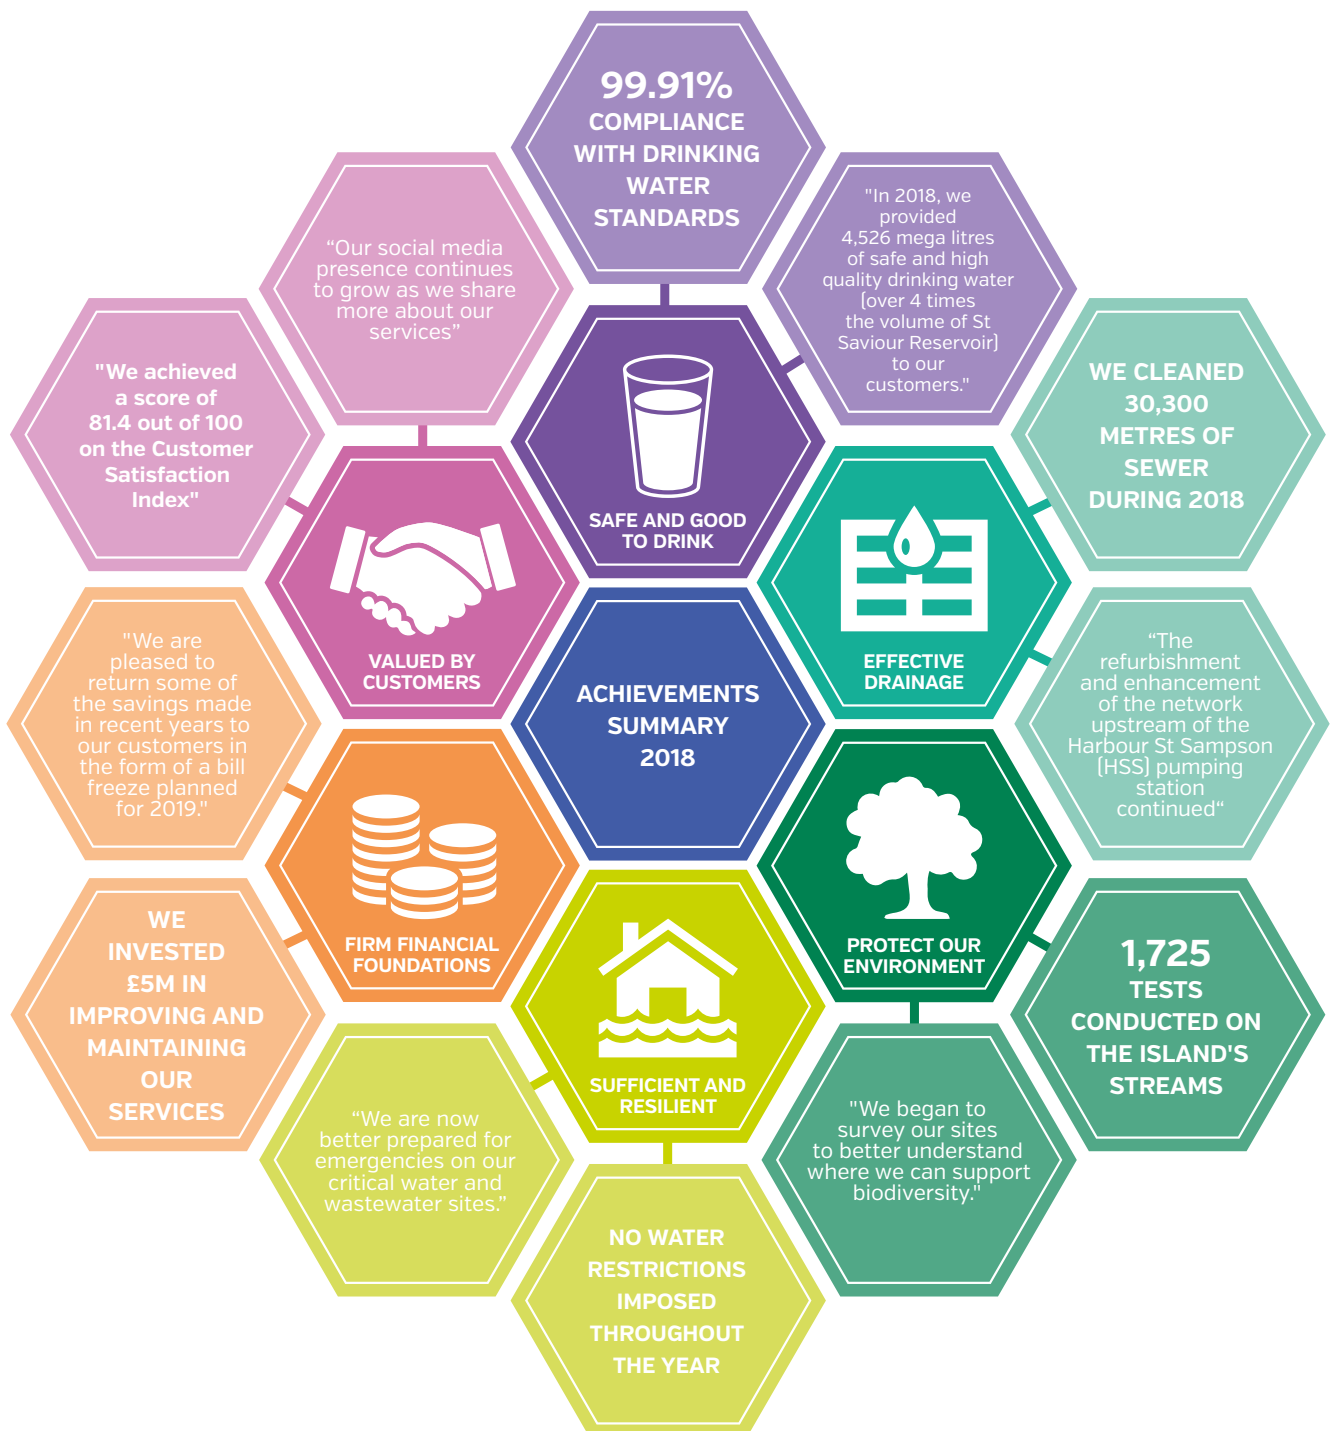 99.91%
COMPLIANCE
WITH DRINKING
WATER
STANDARDS
“Our social media
presence continues
to grow as we share
more about our
services”
"In 2018, we
provided
4,526 mega litres
of safe and high
quality drinking water
(over 4 times
the volume of St
Saviour Reservoir)
to our
customers."
"We achieved
a score of
81.4 out of 100
on the Customer
Satisfaction
Index"
SAFE AND GOOD
TO DRINK
WE CLEANED
30,300
METRES OF
SEWER
DURING 2018
VALUED BY
CUSTOMERS
EFFECTIVE
DRAINAGE
"We are
pleased to
return some of
the savings made
in recent years to
our customers in
the form of a bill
freeze planned
for 2019."
ACHIEVEMENTS
SUMMARY
2018
“The
refurbishment
and enhancement
of the network
upstream of the
Harbour St Sampson
(HSS) pumping
station
continued“
FIRM FINANCIAL
FOUNDATIONS
PROTECT OUR
ENVIRONMENT
WE
INVESTED
£5M IN
IMPROVING AND
MAINTAINING
OUR
SERVICES
SUFFICIENT AND
RESILIENT
1,725
TESTS
CONDUCTED ON
THE ISLAND'S
STREAMS
“We are now
better prepared for
emergencies on our
critical water and
wastewater sites.”
"We began to
survey our sites
to better understand
where we can support
biodiversity."
NO WATER
RESTRICTIONS
IMPOSED
THROUGHOUT
THE YEAR